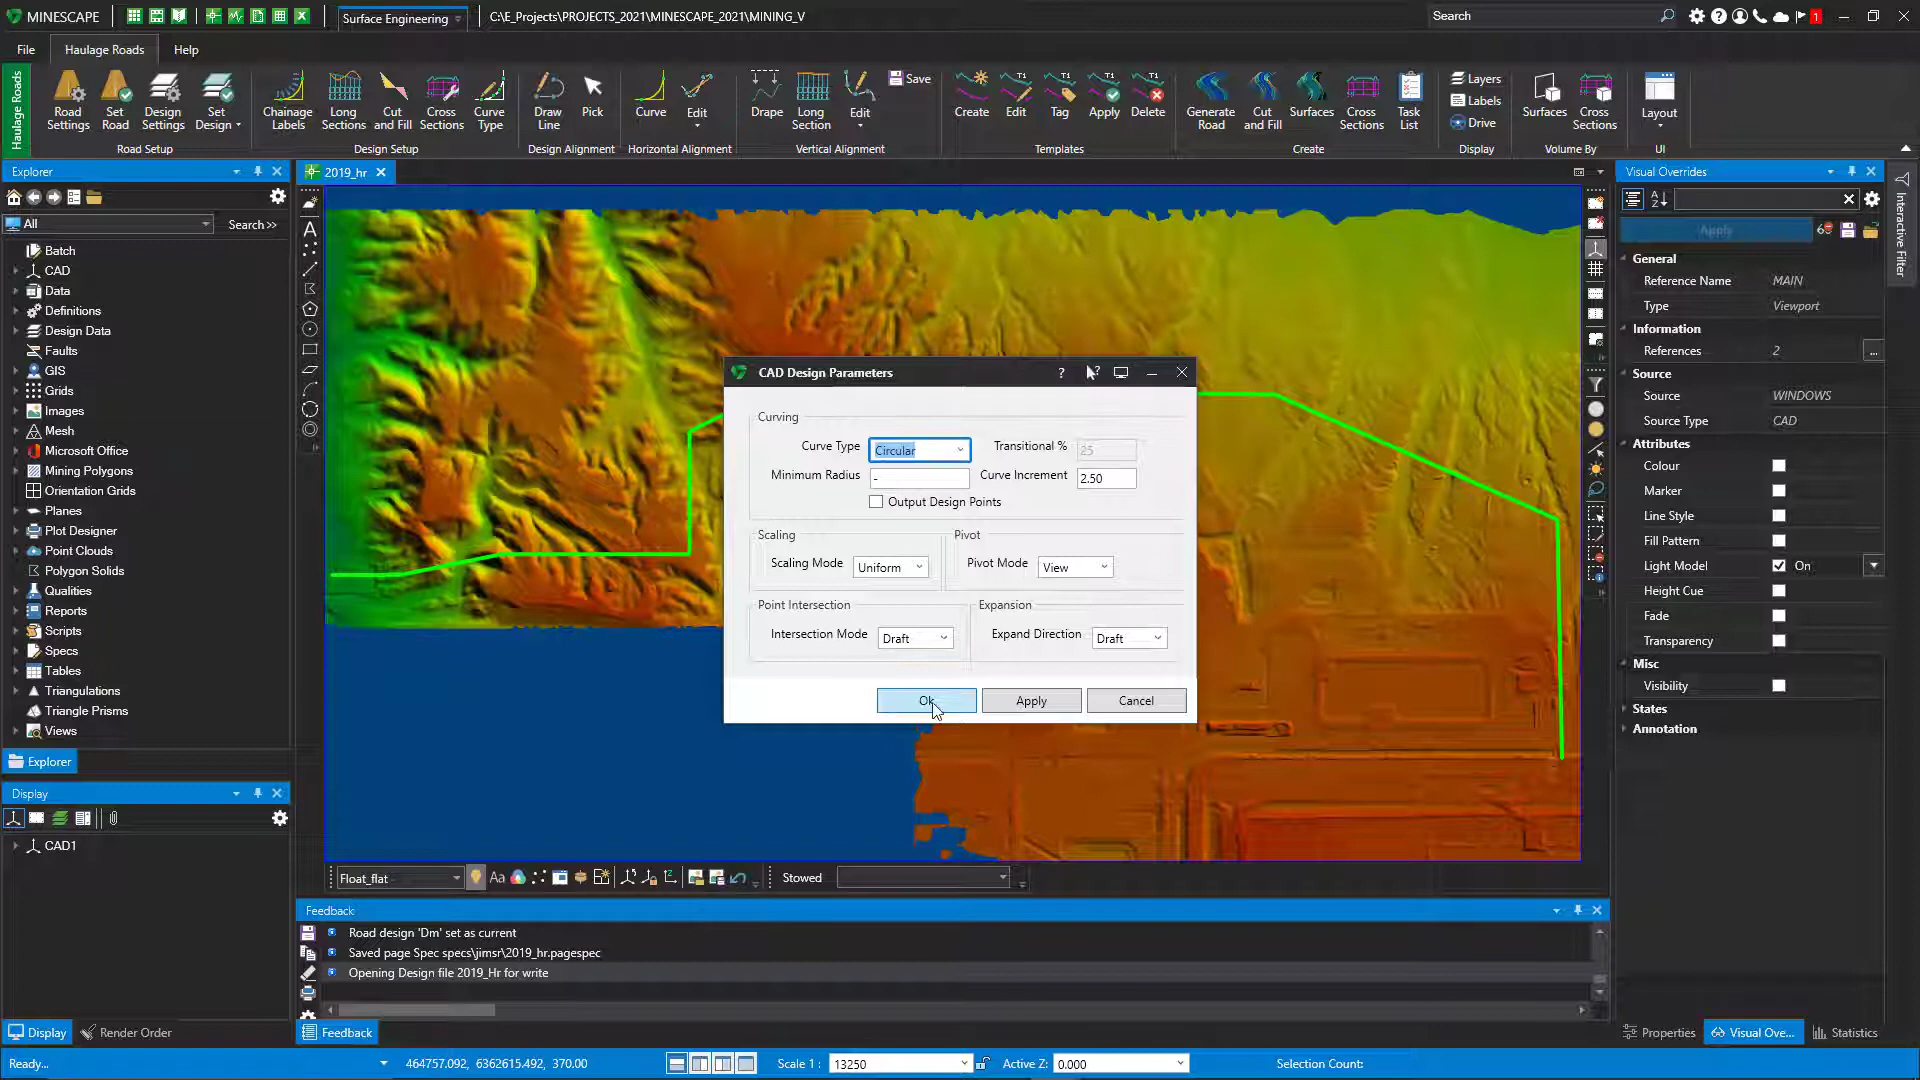 MINESCAPE
Surface Engineering
C:\E_Projects\PROJECTS_2021\MINESCAPE_2021\MINING_V
Search
1
File
Haulage Roads
Help
Haulage Roads
Road Settings
Set Road
Design Settings
Set Design
Road Setup
Chainage Labels
Long Sections
Cut and Fill
Cross Sections
Curve Type
Design Setup
Draw Line
Pick
Design Alignment
Curve
Edit
Horizontal Alignment
Drape
Long Section
Edit
Save
Vertical Alignment
Create
Edit
Tag
Apply
Delete
Templates
Generate Road
Cut and Fill
Surfaces
Cross Sections
Task List
Create
Layers
Labels
Drive
Display
Surfaces
Cross Sections
Volume By
Layout
UI
Explorer
All
Search>>
Batch
CAD
Data
Definitions
Design Data
Faults
GIS
Grids
Images
Mesh
Microsoft Office
Mining Polygons
Orientation Grids
Planes
Plot Designer
Point Clouds
Polygon Solids
Qualities
Reports
Scripts
Specs
Tables
Triangulations
Triangle Prisms
Views
Explorer
Display
CAD1
Display
Render Order
2019_hr
CAD Design Parameters
Curving
Curve Type
Circular
Transitional %
25
Minimum Radius
-
Curve Increment
2.50
Output Design Points
Scaling
Scaling Mode
Uniform
Pivot
Pivot Mode
View
Point Intersection
Intersection Mode
Draft
Expansion
Expand Direction
Draft
Ok
Apply
Cancel
Float_flat
Aa
Stowed
Feedback
Road design 'Dm' set as current
Saved page Spec specs\jimsr\2019_hr.pagespec
Opening Design file 2019_Hr for write
Feedback
Visual Overrides
Apply
General
Reference Name
MAIN
Type
Viewport
Information
References
2
...
Source
Source
WINDOWS
Source Type
CAD
Attributes
Colour
Marker
Line Style
Fill Pattern
Light Model
On
Height Cue
Fade
Transparency
Misc
Visibility
States
Annotation
Interactive Filter
Properties
Visual Ove...
Statistics
Ready...
464757.092, 6362615.492, 370.00
Scale 1 :
13250
Active Z:
0.000
Selection Count: